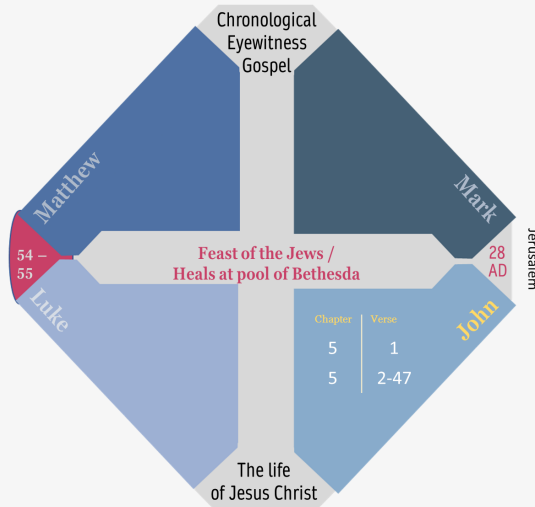 Chronological
Eyewitness
Gospel
Matthew
Mark
54 –
55
Feast of the Jews /
Heals at pool of Bethesda
28
AD
Jerusalem
Luke
John
Chapter Verse
5 1
5 2-47
The life
of Jesus Christ